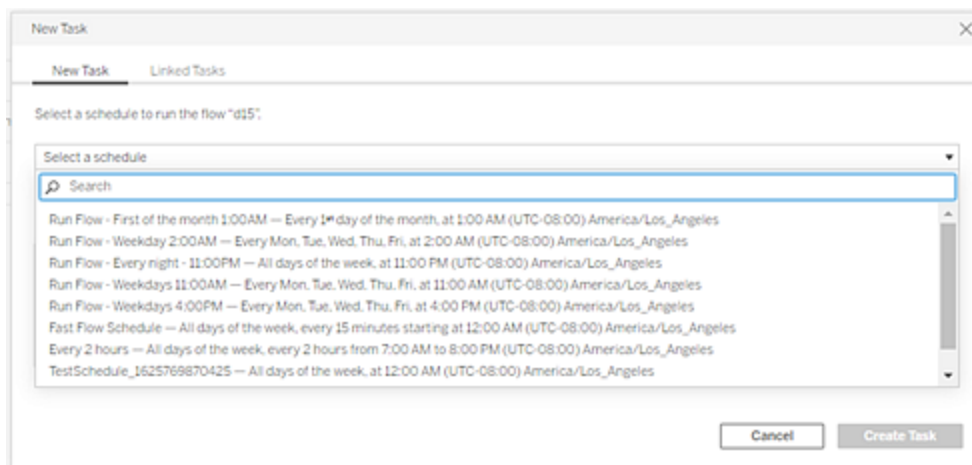 New Task
New Task Linked Tasks
Select a schedule to run the flow "d15".
Select a schedule
Search
Run Flow - First of the month 1:00AM — Every 1st day of the month, at 1:00 AM (UTC-08:00) America/Los_Angeles
Run Flow - Weekday 2:00AM — Every Mon, Tue, Wed, Thu, Fri, at 2:00 AM (UTC-08:00) America/Los_Angeles
Run Flow - Every night - 11:00PM — All days of the week, at 11:00 PM (UTC-08:00) America/Los_Angeles
Run Flow - Weekdays 11:00AM — Every Mon, Tue, Wed, Thu, Fri, at 11:00 AM (UTC-08:00) America/Los_Angeles
Run Flow - Weekdays 4:00PM — Every Mon, Tue, Wed, Thu, Fri, at 4:00 PM (UTC-08:00) America/Los_Angeles
Fast Flow Schedule — All days of the week, every 15 minutes starting at 12:00 AM (UTC-08:00) America/Los_Angeles
Every 2 hours — All days of the week, every 2 hours from 7:00 AM to 8:00 PM (UTC-08:00) America/Los_Angeles
TestSchedule_1625769870425 — All days of the week, at 12:00 AM (UTC-08:00) America/Los_Angeles
Cancel Create Task